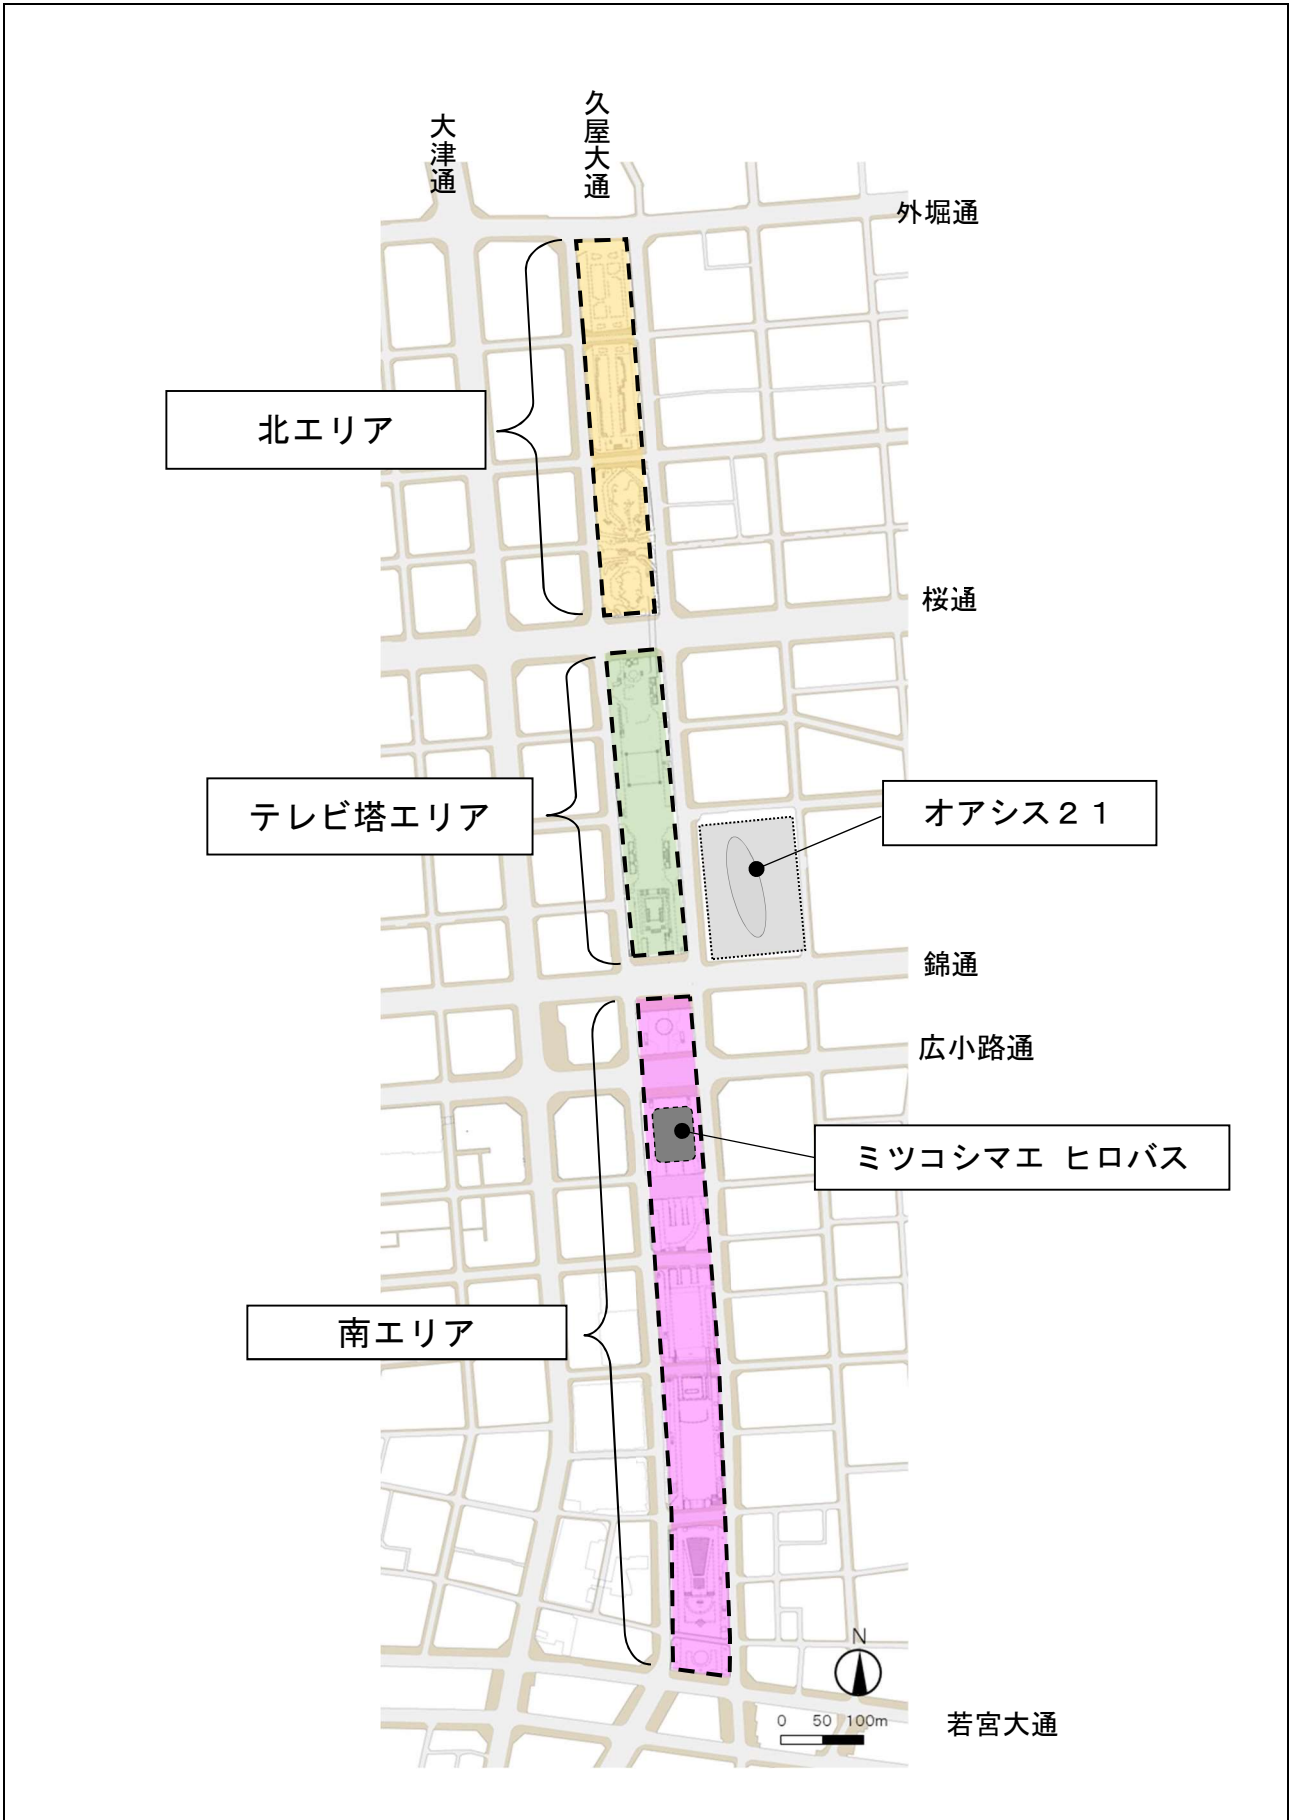 久屋大通
大津通
外堀通
北エリア
桜通
テレビ塔エリア
オアシス２１
錦通
広小路通
ミツコシマエ ヒロバス
南エリア
N
0 50 100m
若宮大通